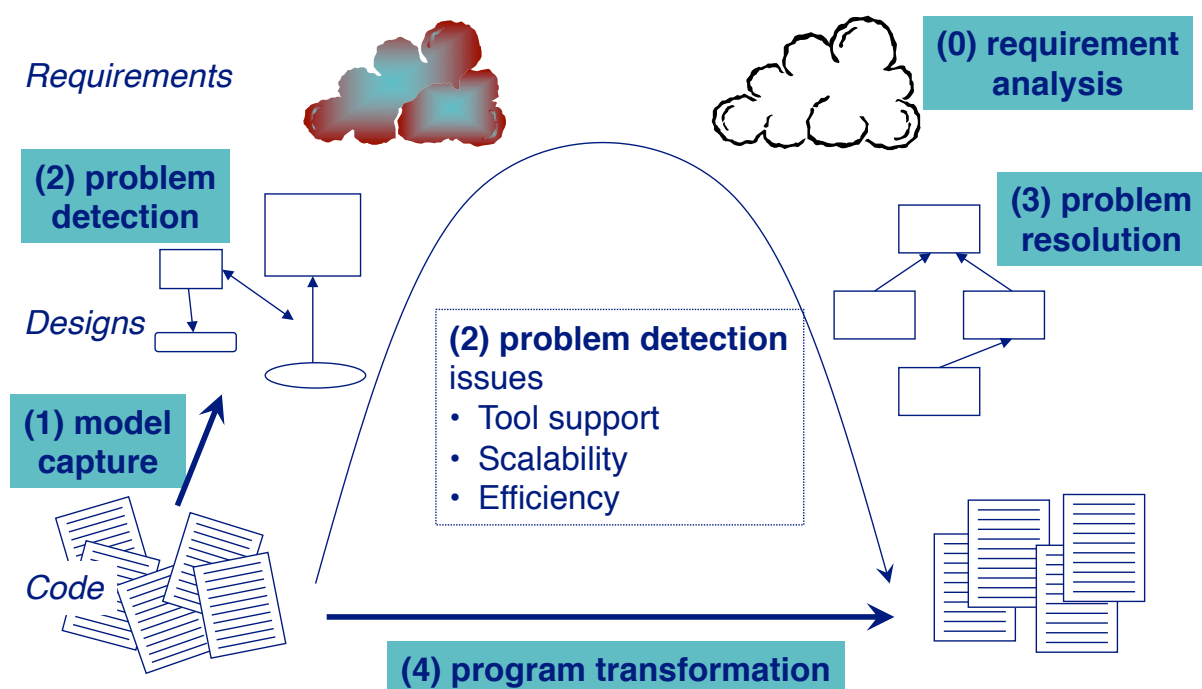 Requirements
(0) requirement
analysis
(2) problem
detection
(3) problem
resolution
Designs
(2) problem detection
issues
• Tool support
• Scalability
• Efficiency
(1) model
capture
Code
(4) program transformation